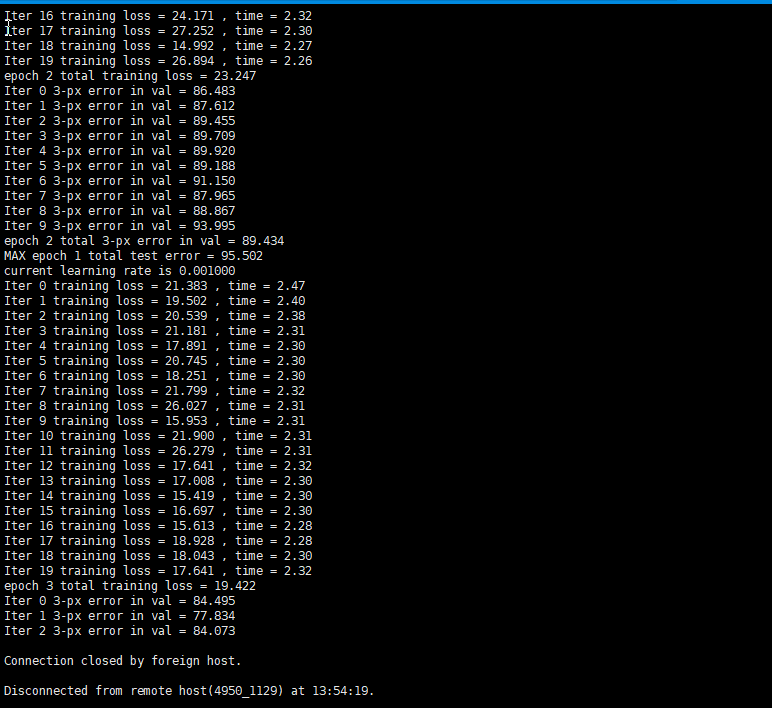 Iter 16 training loss = 24.171 , time = 2.32
Iter 17 training loss = 27.252 , time = 2.30
Iter 18 training loss = 14.992 , time = 2.27
Iter 19 training loss = 26.894 , time = 2.26
epoch 2 total training loss = 23.247
Iter 0 3-px error in val = 86.483
Iter 1 3-px error in val = 87.612
Iter 2 3-px error in val = 89.455
Iter 3 3-px error in val = 89.709
Iter 4 3-px error in val = 89.920
Iter 5 3-px error in val = 89.188
Iter 6 3-px error in val = 91.150
Iter 7 3-px error in val = 87.965
Iter 8 3-px error in val = 88.867
Iter 9 3-px error in val = 93.995
epoch 2 total 3-px error in val = 89.434
MAX epoch 1 total test error = 95.502
current learning rate is 0.001000
Iter 0 training loss = 21.383 , time = 2.47
Iter 1 training loss = 19.502 , time = 2.40
Iter 2 training loss = 20.539 , time = 2.38
Iter 3 training loss = 21.181 , time = 2.31
Iter 4 training loss = 17.891 , time = 2.30
Iter 5 training loss = 20.745 , time = 2.30
Iter 6 training loss = 18.251 , time = 2.30
Iter 7 training loss = 21.799 , time = 2.32
Iter 8 training loss = 26.027 , time = 2.31
Iter 9 training loss = 15.953 , time = 2.31
Iter 10 training loss = 21.900 , time = 2.31
Iter 11 training loss = 26.279 , time = 2.31
Iter 12 training loss = 17.641 , time = 2.32
Iter 13 training loss = 17.008 , time = 2.30
Iter 14 training loss = 15.419 , time = 2.30
Iter 15 training loss = 16.697 , time = 2.30
Iter 16 training loss = 15.613 , time = 2.28
Iter 17 training loss = 18.928 , time = 2.28
Iter 18 training loss = 18.043 , time = 2.30
Iter 19 training loss = 17.641 , time = 2.32
epoch 3 total training loss = 19.422
Iter 0 3-px error in val = 84.495
Iter 1 3-px error in val = 77.834
Iter 2 3-px error in val = 84.073
Connection closed by foreign host.
Disconnected from remote host(4950_1129) at 13:54:19.